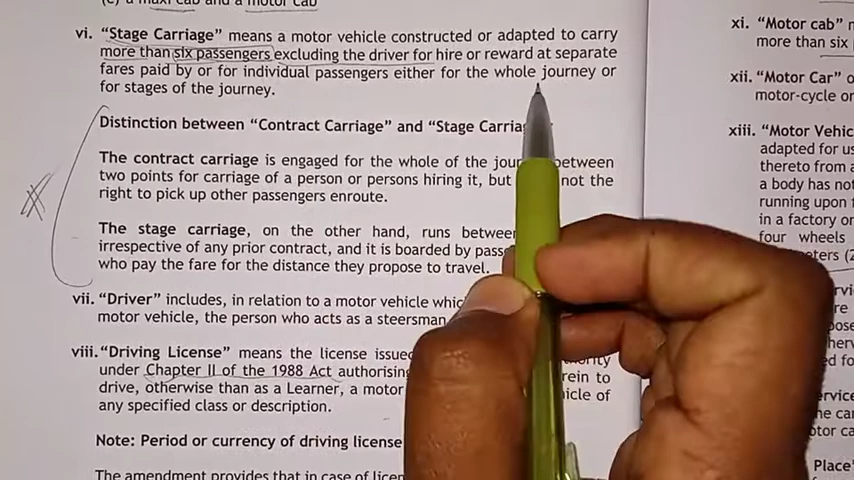 (c) a maxi cab and a motor cab
vi. "Stage Carriage" means a motor vehicle constructed or adapted to carry
more than six passengers excluding the driver for hire or reward at separate
fares paid by or for individual passengers either for the whole journey or
for stages of the journey.
Distinction between "Contract Carriage" and "Stage
The contract carriage is engaged for the whole of the between
two points for carriage of a person or persons hiring it, but not the
right to pick up other passengers enroute.
The stage carriage, on the other hand, runs
irrespective of any prior contract, and it is boarded by
who pay the fare for the distance they propose to travel.
vii. "Driver" includes, in relation to a motor vehicle
motor vehicle, the person who acts as a steersman
viii. "Driving License" means the license issued
under Chapter II of the 1988 Act authorising
drive, otherwise than as a Learner, a motor of
any specified class or description.
Note: Period or currency of driving license
The amendment provides that in case of
xi. "Motor cab"
more than six
xii. "Motor Car"
motor-cycle or
xiii.
adapted for
thereto from a
a body has not
running upon
in a factory or
four wheels
Place"